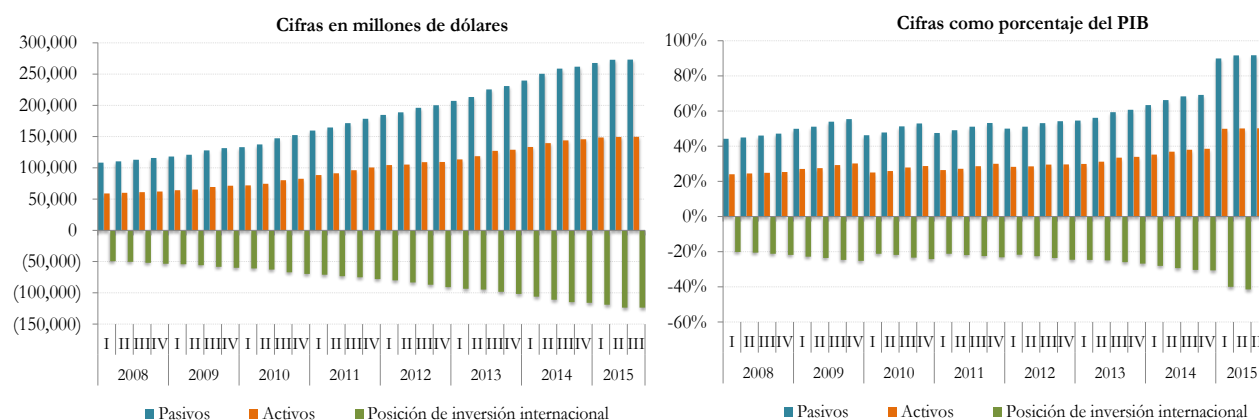 Cifras en millones de dólares
300,000
250,000
200,000
150,000
100,000
50,000
0
(50,000)
(100,000)
(150,000)
I II III IV I II III IV I II III IV I II III IV I II III IV I II III IV I II III IV I II III
2008 2009 2010 2011 2012 2013 2014 2015
Pasivos Activos Posición de inversión internacional
Cifras como porcentaje del PIB
100%
80%
60%
40%
20%
0%
-20%
-40%
-60%
I II III IV I II III IV I II III IV I II III IV I II III IV I II III IV I II III IV I II
2008 2009 2010 2011 2012 2013 2014 2015
Pasivos Activos Posición de inversión internacional